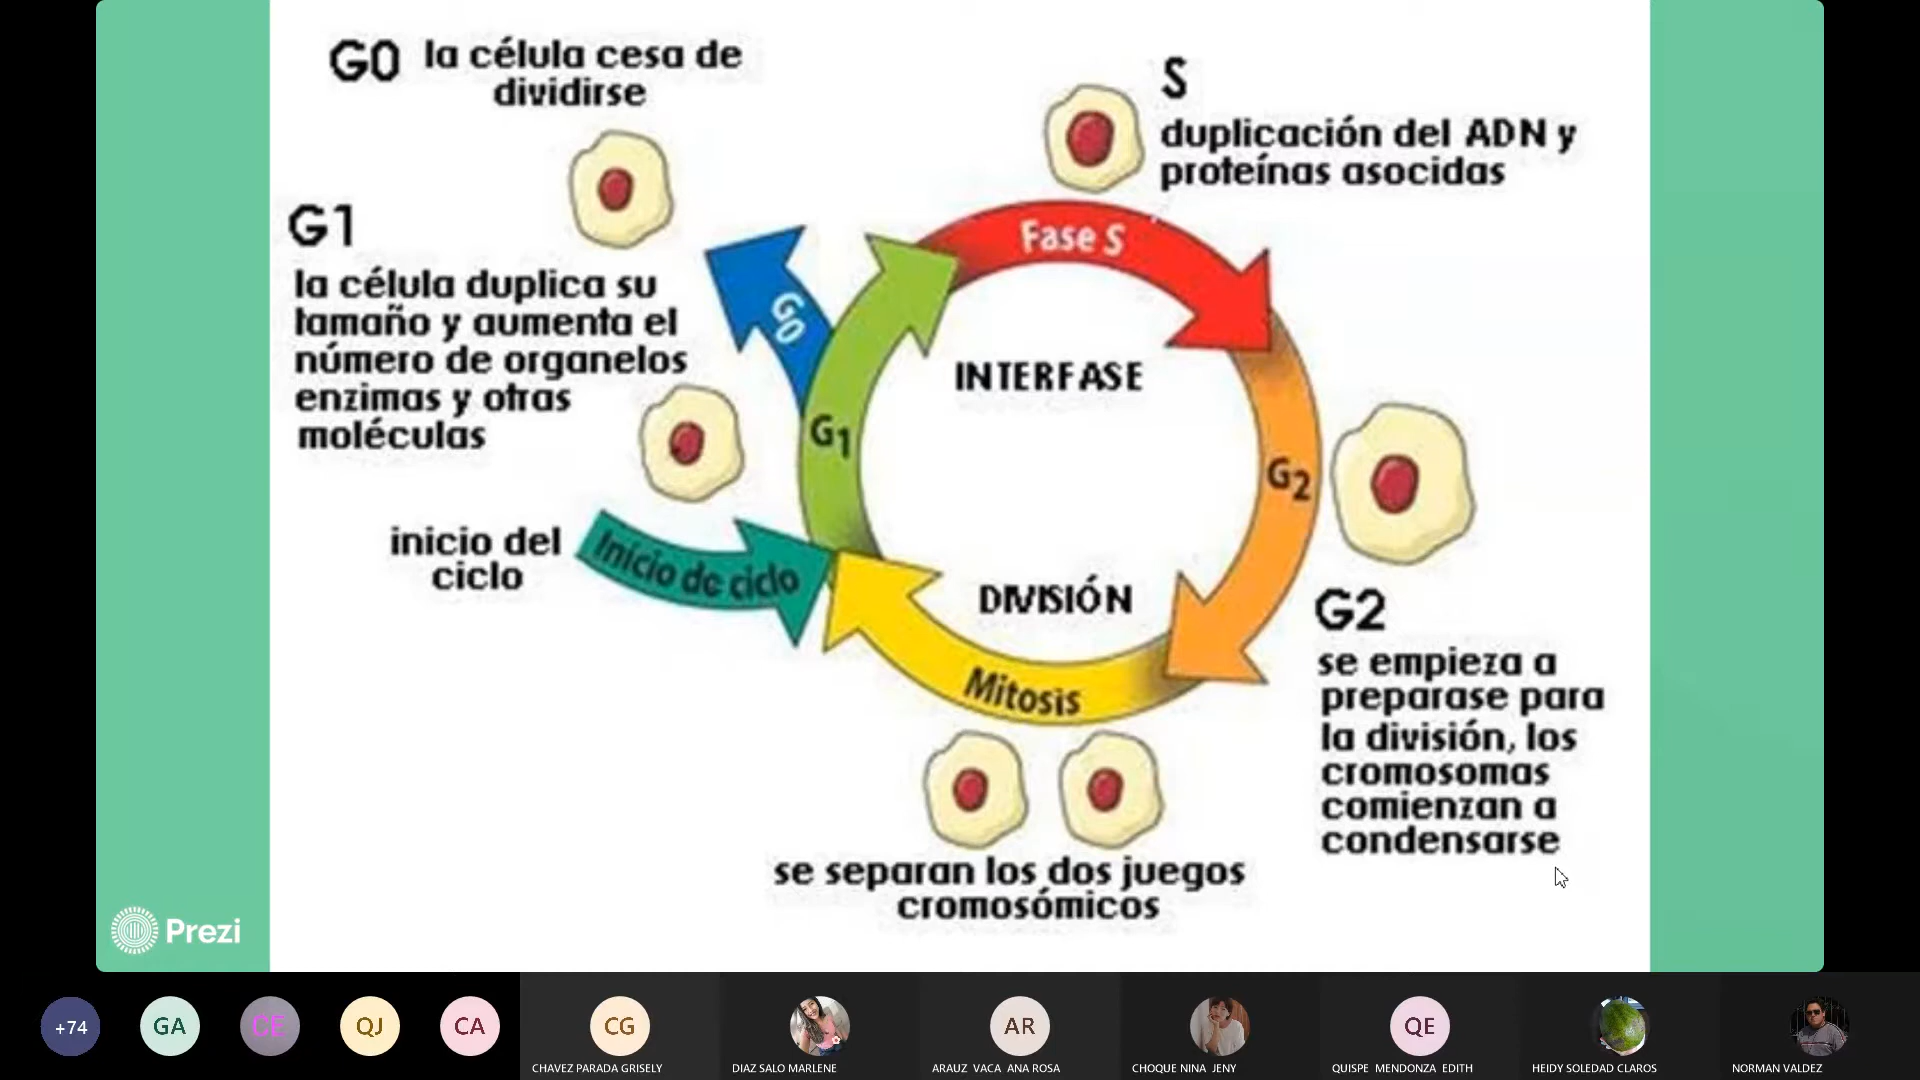 G0 la célula cesa de
dividirse
S
duplicación del ADN y
proteínas asocidas
G1
la célula duplica su
tamaño y aumenta el
número de organelos
enzimas y otras
moléculas
Fase S
G0
INTERFASE
G1
G2
inicio del
ciclo
Inicio de ciclo
DIVISIÓN
Mitosis
G2
se empieza a
preparase para
la división, los
cromosomas
comienzan a
condensarse
se separan los dos juegos
cromosómicos
Prezi
+74
GA
CE
QJ
CA
CG
AR
QE
CHAVEZ PARADA GRISELY
DIAZ SALO MARLENE
ARAUZ VACA ANA ROSA
CHOQUE NINA JENY
QUISPE MENDONZA EDITH
HEIDY SOLEDAD CLAROS
NORMAN VALDEZ